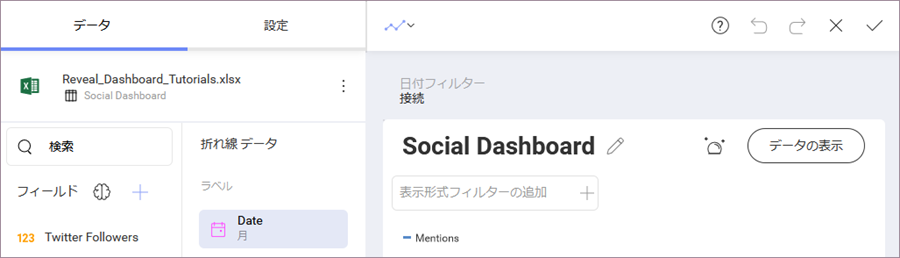 データ
設定
Reveal_Dashboard_Tutorials.xlsx
Social Dashboard
検索
フィールド
123 Twitter Followers
折れ線 データ
ラベル
Date
月
日付フィルター
接続
Social Dashboard
データの表示
表示形式フィルターの追加
Mentions